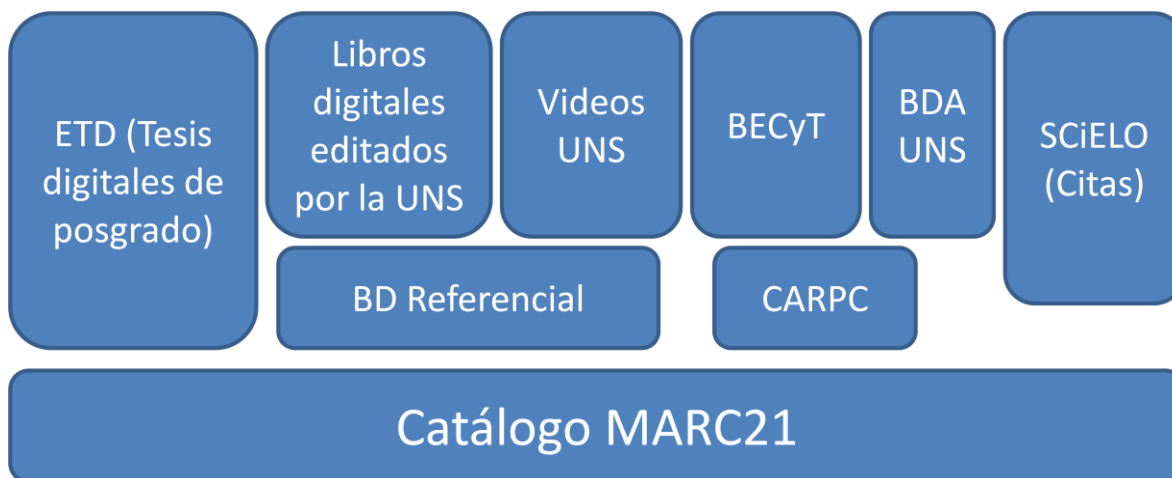 ETD (Tesis
digitales de
posgrado)
Libros
digitales
editados
por la UNS
Videos
UNS
BECyT
BDA
UNS
SCiELO
(Citas)
BD Referencial
CARPC
Catálogo MARC21